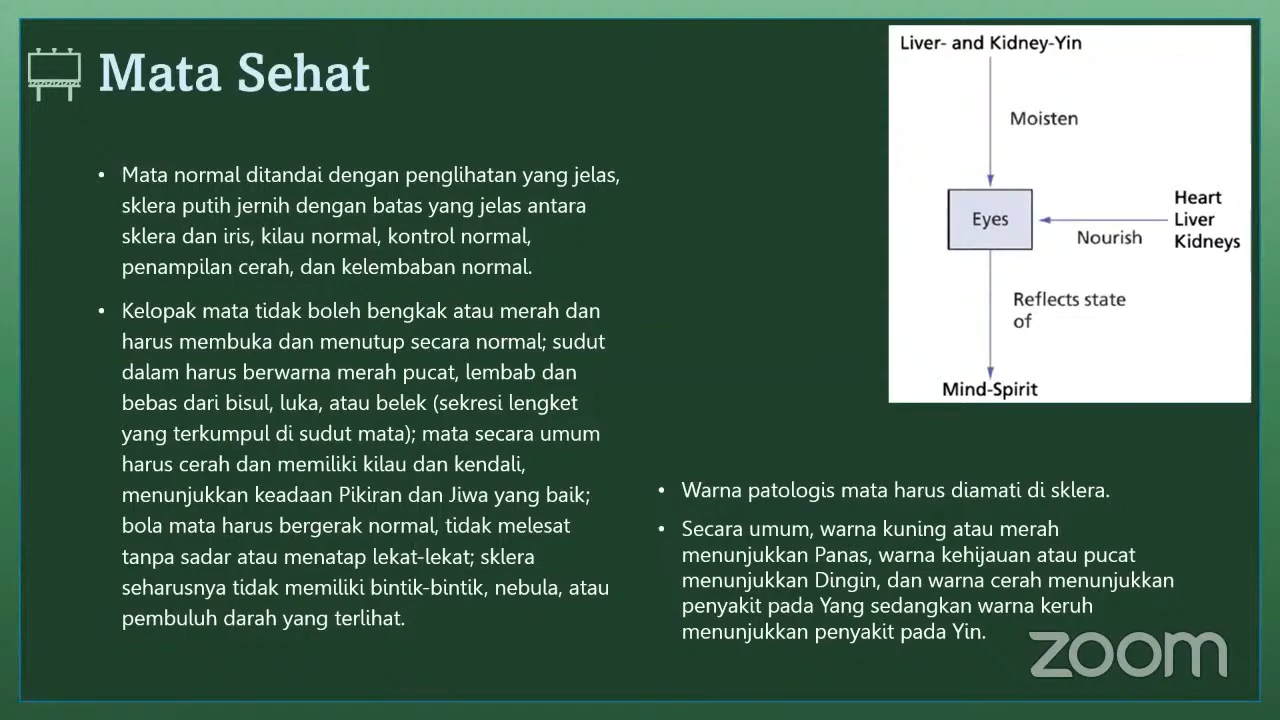 Mata Sehat
• Mata normal ditandai dengan penglihatan yang jelas,
sklera putih jernih dengan batas yang jelas antara
sklera dan iris, kilau normal, kontrol normal,
penampilan cerah, dan kelembaban normal.
• Kelopak mata tidak boleh bengkak atau merah dan
harus membuka dan menutup secara normal; sudut
dalam harus berwarna merah pucat, lembab dan
bebas dari bisul, luka, atau belek (sekresi lengket
yang terkumpul di sudut mata); mata secara umum
harus cerah dan memiliki kilau dan kendali,
menunjukkan keadaan Pikiran dan Jiwa yang baik;
bola mata harus bergerak normal, tidak melesat
tanpa sadar atau menatap lekat-lekat; sklera
seharusnya tidak memiliki bintik-bintik, nebula, atau
pembuluh darah yang terlihat.
Liver- and Kidney-Yin
Moisten
Eyes
Heart
Liver
Kidneys
Nourish
Reflects state
of
Mind-Spirit
• Warna patologis mata harus diamati di sklera.
• Secara umum, warna kuning atau merah
menunjukkan Panas, warna kehijauan atau pucat
menunjukkan Dingin, dan warna cerah menunjukkan
penyakit pada Yang sedangkan warna keruh
menunjukkan penyakit pada Yin.
zoom